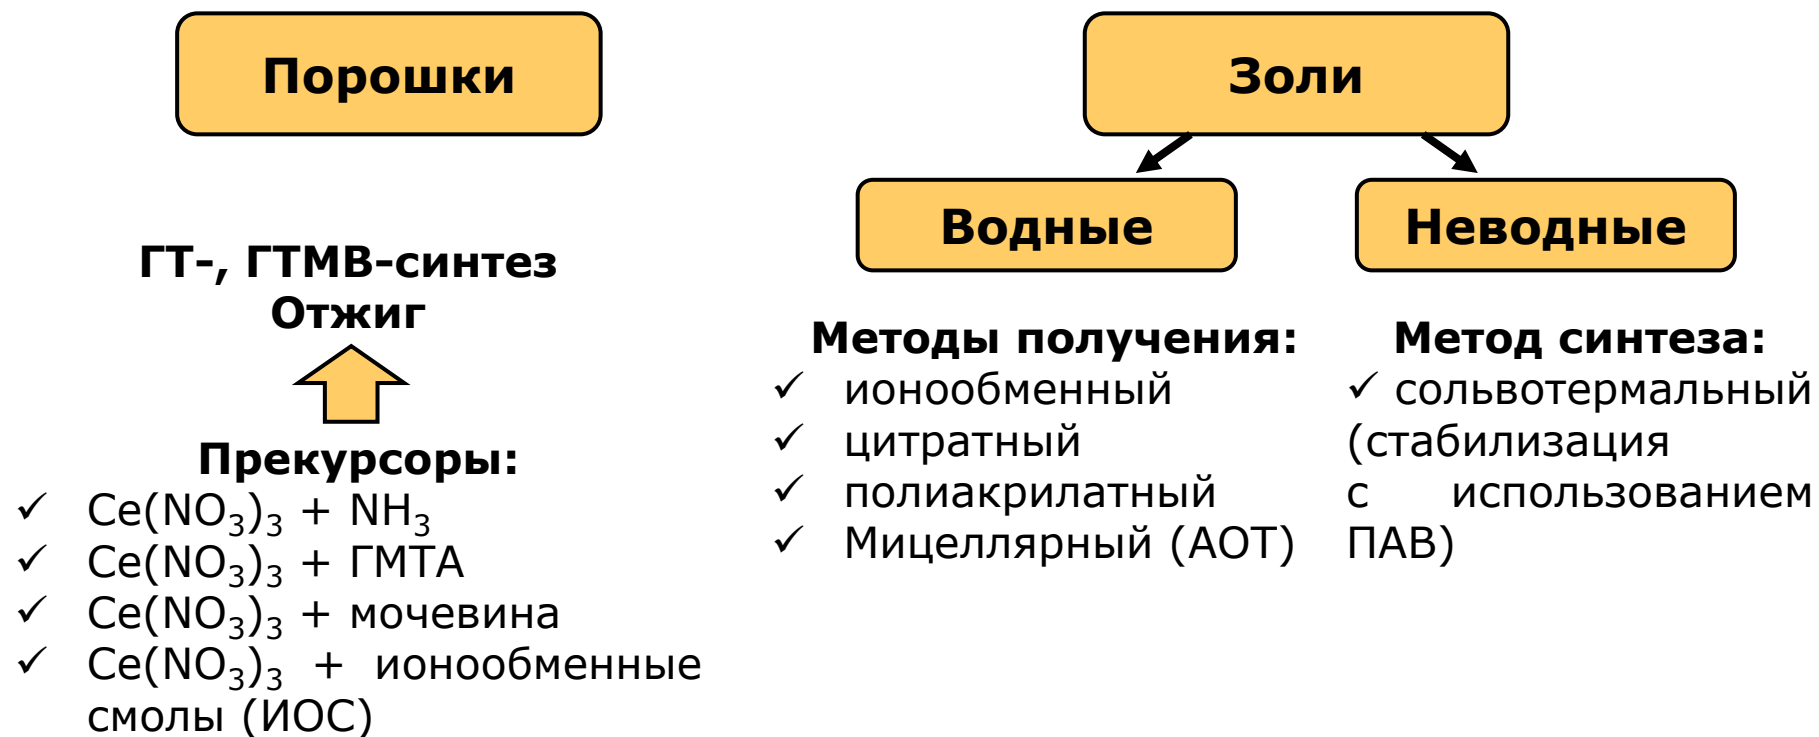 Порошки
ГТ-, ГТМВ-синтез
Отжиг
Прекурсоры:
✓ Ce(NO₃)₃ + NH₃
✓ Ce(NO₃)₃ + ГМТА
✓ Ce(NO₃)₃ + мочевина
✓ Ce(NO₃)₃ + ионообменные
смолы (ИОС)
Золи
Водные
Методы получения:
✓ ионообменный
✓ цитратный
✓ полиакрилатный
✓ Мицеллярный (АОТ)
Неводные
Метод синтеза:
✓ сольвотермальный
(стабилизация
с использованием
ПАВ)